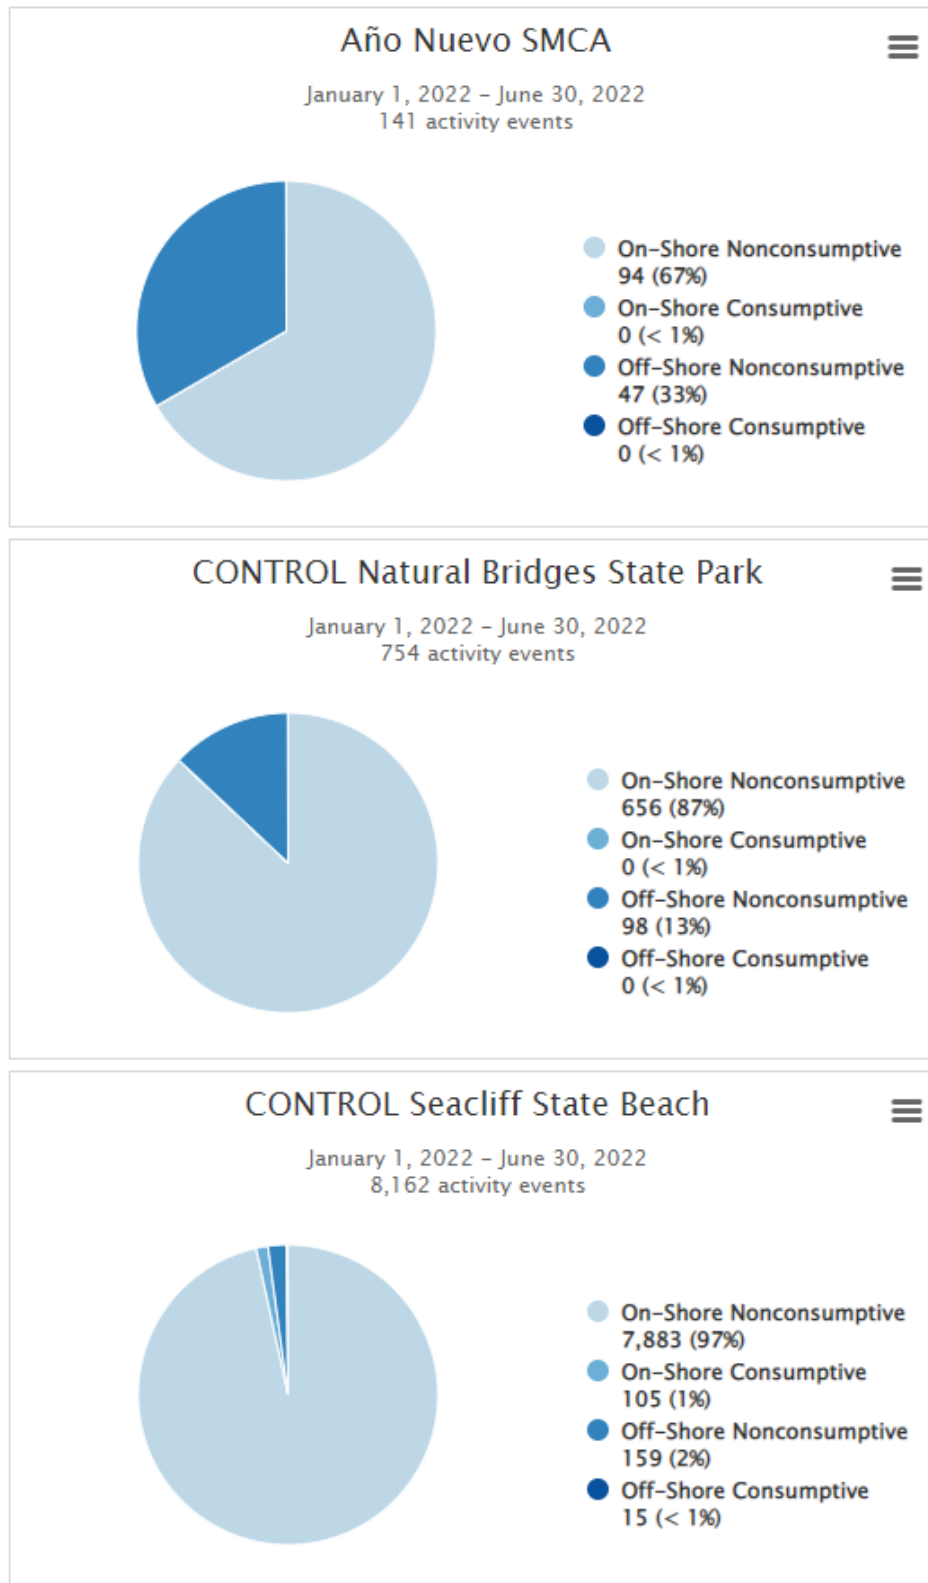 Año Nuevo SMCA
January 1, 2022 – June 30, 2022
141 activity events
On-Shore Nonconsumptive
94 (67%)
On-Shore Consumptive
0 (< 1%)
Off-Shore Nonconsumptive
47 (33%)
Off-Shore Consumptive
0 (< 1%)
CONTROL Natural Bridges State Park
January 1, 2022 – June 30, 2022
754 activity events
On-Shore Nonconsumptive
656 (87%)
On-Shore Consumptive
0 (< 1%)
Off-Shore Nonconsumptive
98 (13%)
Off-Shore Consumptive
0 (< 1%)
CONTROL Seacliff State Beach
January 1, 2022 – June 30, 2022
8,162 activity events
On-Shore Nonconsumptive
7,883 (97%)
On-Shore Consumptive
105 (1%)
Off-Shore Nonconsumptive
159 (2%)
Off-Shore Consumptive
15 (< 1%)